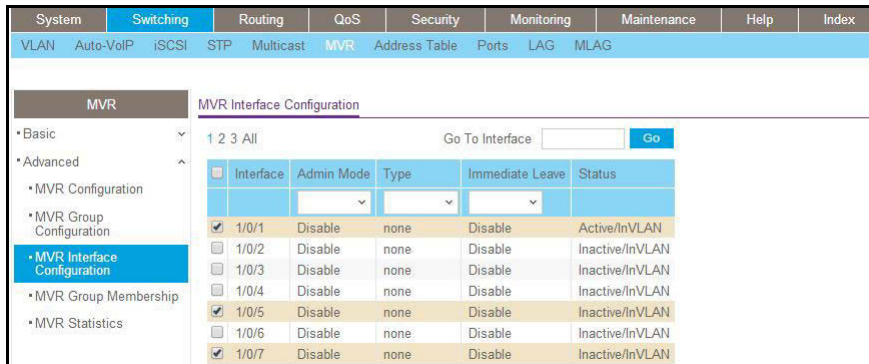 System Switching Routing QoS Security Monitoring Maintenance Help Index
VLAN Auto-VoIP iSCSI STP Multicast MVR Address Table Ports LAG MLAG
MVR
Basic
Advanced
MVR Configuration
MVR Group
Configuration
MVR Interface
Configuration
MVR Group Membership
MVR Statistics
MVR Interface Configuration
1 2 3 All Go To Interface Go
Interface Admin Mode Type Immediate Leave Status
1/0/1 Disable none Disable Active/InVLAN
1/0/2 Disable none Disable Inactive/InVLAN
1/0/3 Disable none Disable Inactive/InVLAN
1/0/4 Disable none Disable Inactive/InVLAN
1/0/5 Disable none Disable Inactive/InVLAN
1/0/6 Disable none Disable Inactive/InVLAN
1/0/7 Disable none Disable Inactive/InVLAN